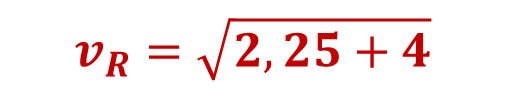 v_R = √(2, 25 + 4)